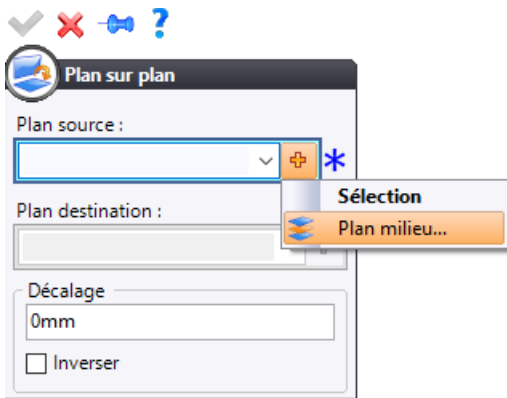 Plan sur plan
Plan source :
Sélection
Plan milieu...
Plan destination :
Décalage
0mm
Inverser